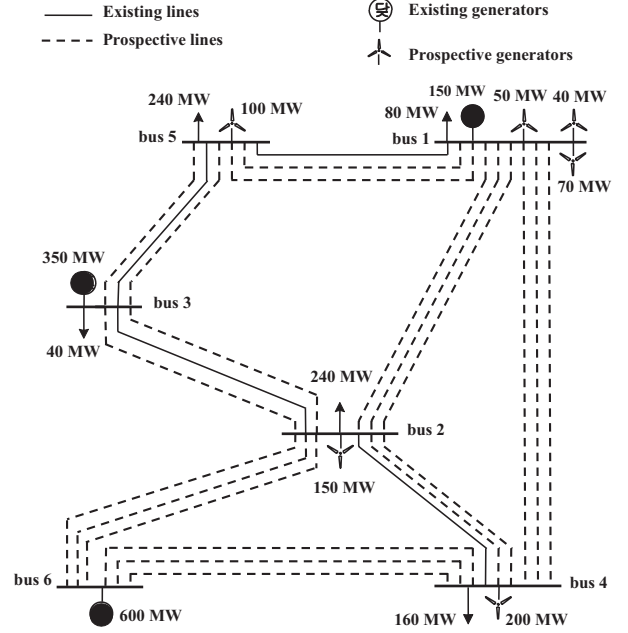 Existing lines
Existing generators
Prospective lines
Prospective generators
240 MW
100 MW
80 MW
150 MW
50 MW
40 MW
bus 5
bus 1
70 MW
350 MW
bus 3
40 MW
240 MW
bus 2
150 MW
bus 6
bus 4
600 MW
160 MW
200 MW